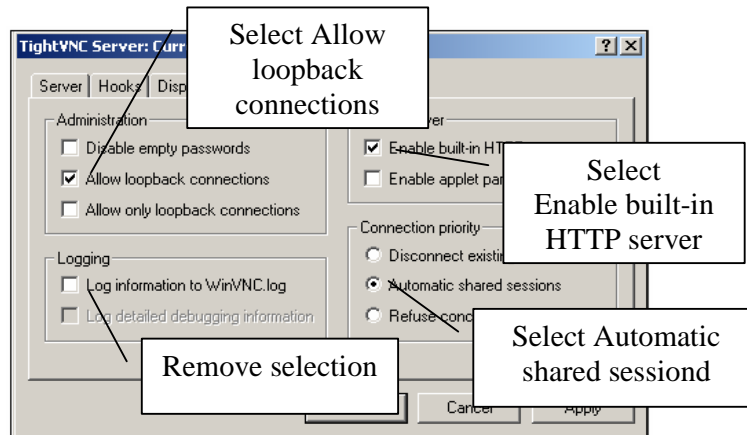 TightVNC Server: Curr
Select Allow
loopback
connections
Server Hooks Disp
Administration
Disable empty passwords
Allow loopback connections
Allow only loopback connections
Enable built-in HT
Enable applet par
Select
Enable built-in
HTTP server
Connection priority
Disconnect existin
Automatic shared sessions
Refuse conc
Logging
Log information to WinVNC.log
Log detailed debugging information
Remove selection
Select Automatic
shared sessiond
Cancel
Apply